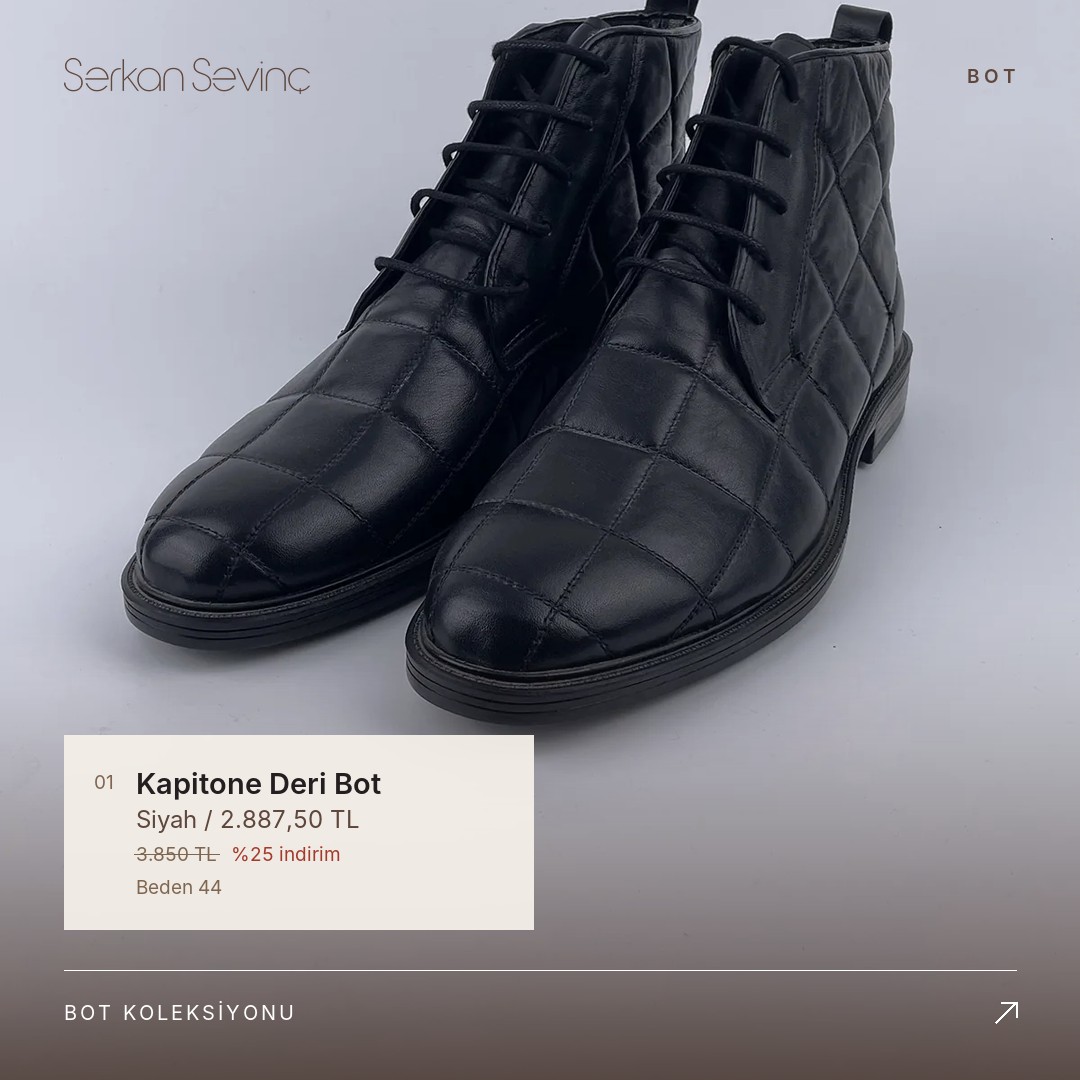 Serkan Sevinç
BOT
01
Kapitone Deri Bot
Siyah / 2.887,50 TL
3.850 TL %25 indirim
Beden 44
BOT KOLEKSİYONU